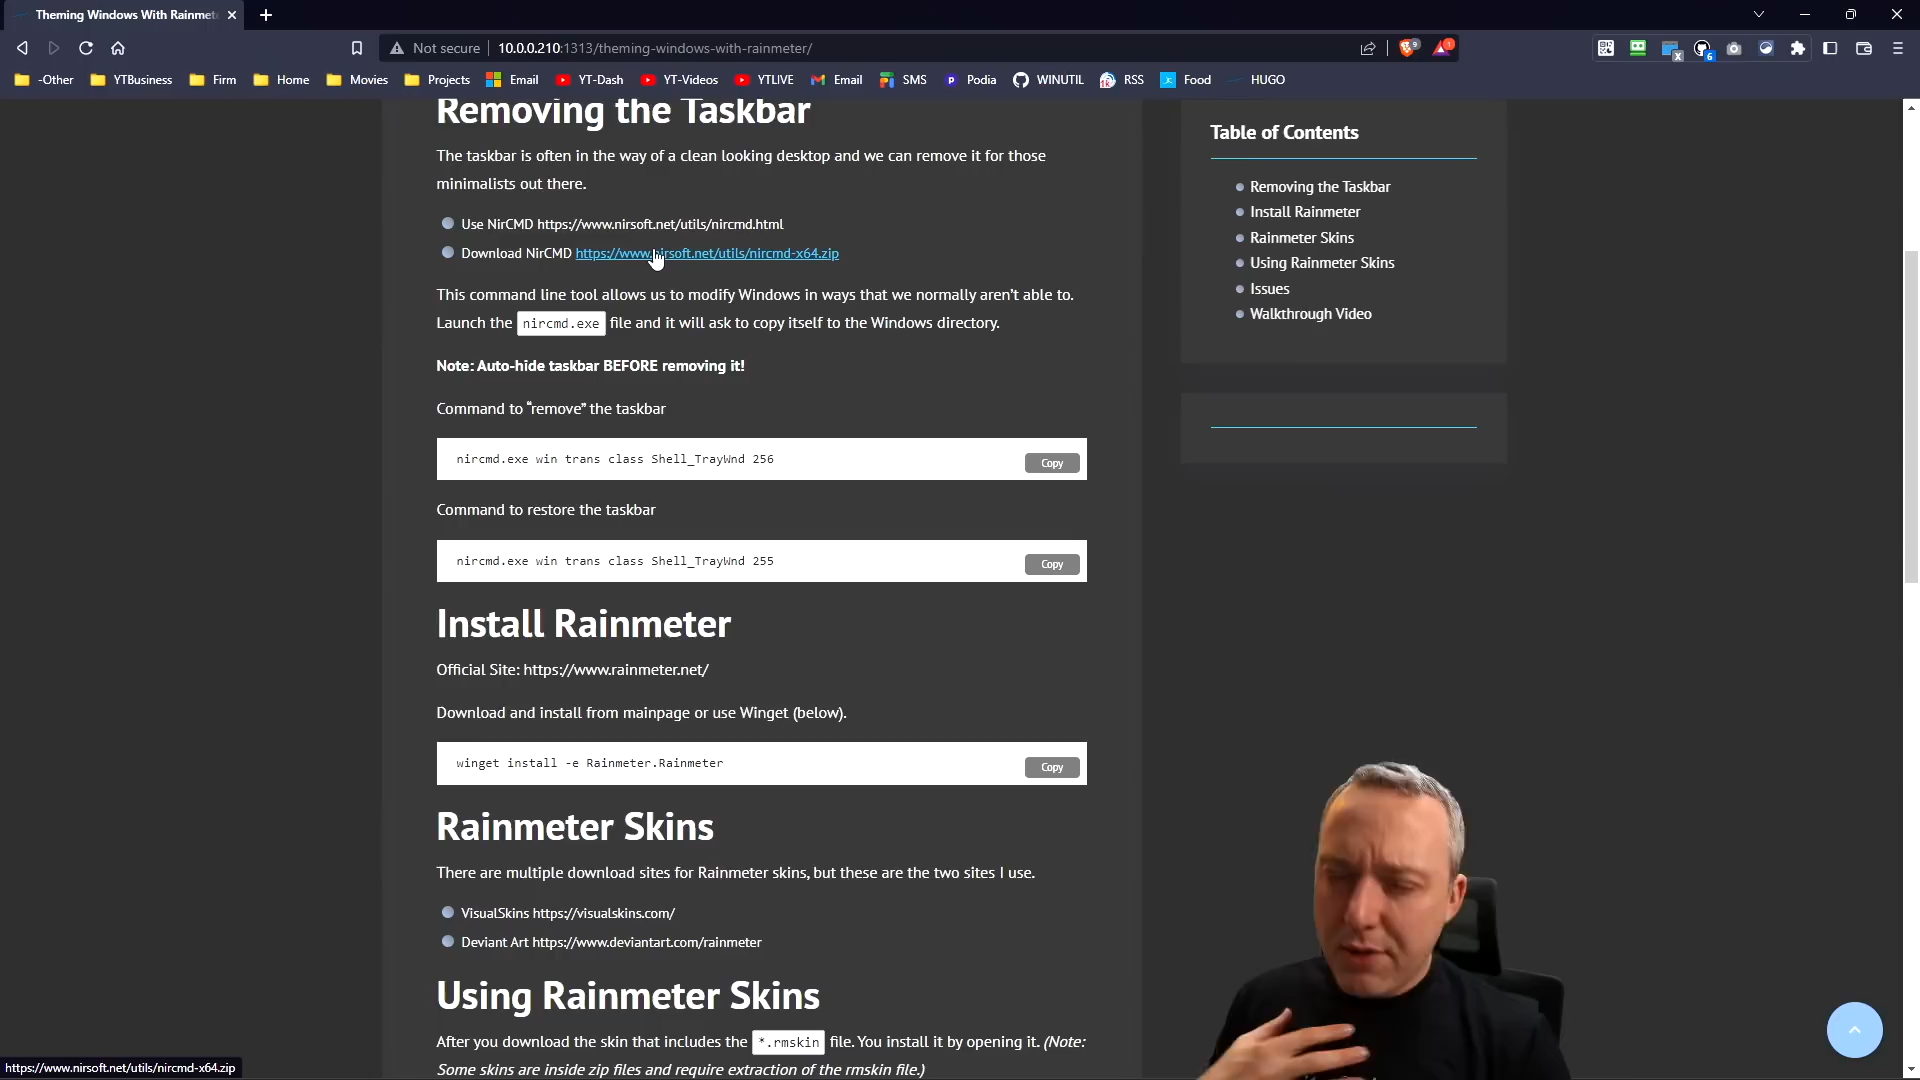 Theming Windows With Rainmete
Not secure
10.0.0.210:1313/theming-windows-with-rainmeter/
9
1
x
6
-Other
YTBusiness
Firm
Home
Movies
Projects
Email
YT-Dash
YT-Videos
YTLIVE
Email
SMS
Podia
WINUTIL
RSS
Food
HUGO
Removing the Taskbar
The taskbar is often in the way of a clean looking desktop and we can remove it for those
minimalists out there.
Use NirCMD https://www.nirsoft.net/utils/nircmd.html
Download NirCMD https://www.nirsoft.net/utils/nircmd-x64.zip
This command line tool allows us to modify Windows in ways that we normally aren't able to.
Launch the nircmd.exe file and it will ask to copy itself to the Windows directory.
Note: Auto-hide taskbar BEFORE removing it!
Command to “remove” the taskbar
nircmd.exe win trans class Shell_TrayWnd 256
Copy
Command to restore the taskbar
nircmd.exe win trans class Shell_TrayWnd 255
Copy
Install Rainmeter
Official Site: https://www.rainmeter.net/
Download and install from mainpage or use Winget (below).
winget install -e Rainmeter.Rainmeter
Copy
Rainmeter Skins
There are multiple download sites for Rainmeter skins, but these are the two sites I use.
VisualSkins https://visualskins.com/
Deviant Art https://www.deviantart.com/rainmeter
Using Rainmeter Skins
After you download the skin that includes the *.rmskin file. You install it by opening it. (Note:
Some skins are inside zip files and require extraction of the rmskin file.)
Table of Contents
Removing the Taskbar
Install Rainmeter
Rainmeter Skins
Using Rainmeter Skins
Issues
Walkthrough Video
https://www.nirsoft.net/utils/nircmd-x64.zip